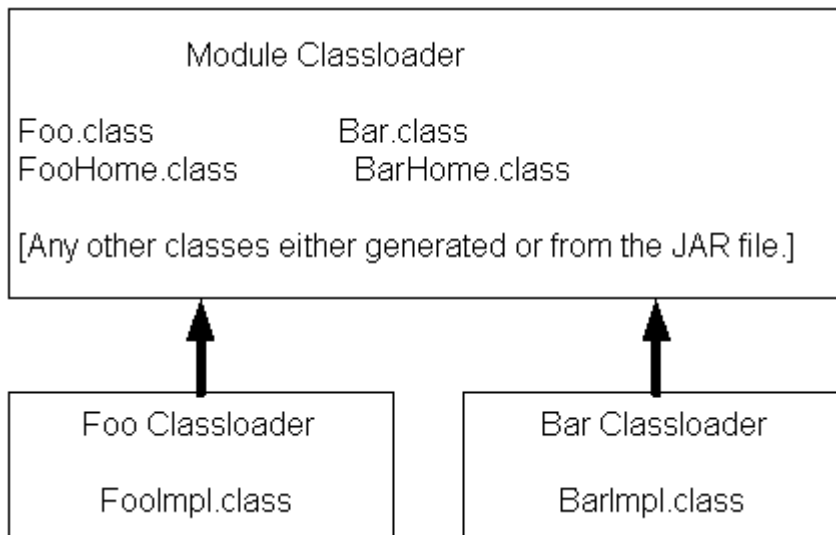 Module Classloader
Foo.class Bar.class
FooHome.class BarHome.class
[Any other classes either generated or from the JAR file.]
Foo Classloader
FooImpl.class
Bar Classloader
BarImpl.class